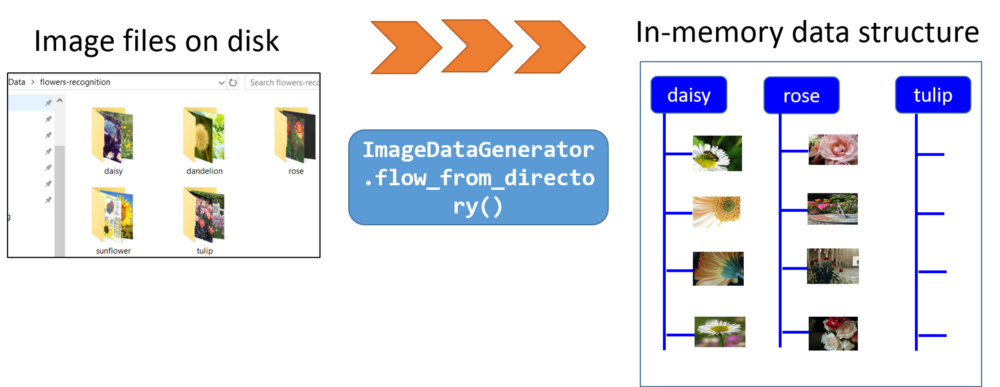 Image files on disk
In-memory data structure
Data > flowers-recognition
Search flowers-reco
daisy
dandelion
rose
sunflower
tulip
ImageDataGenerator
.flow_from_directo
ry()
daisy
rose
tulip